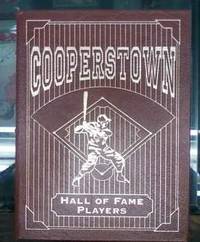 COOPERSTOWN
HALL OF FAME
PLAYERS